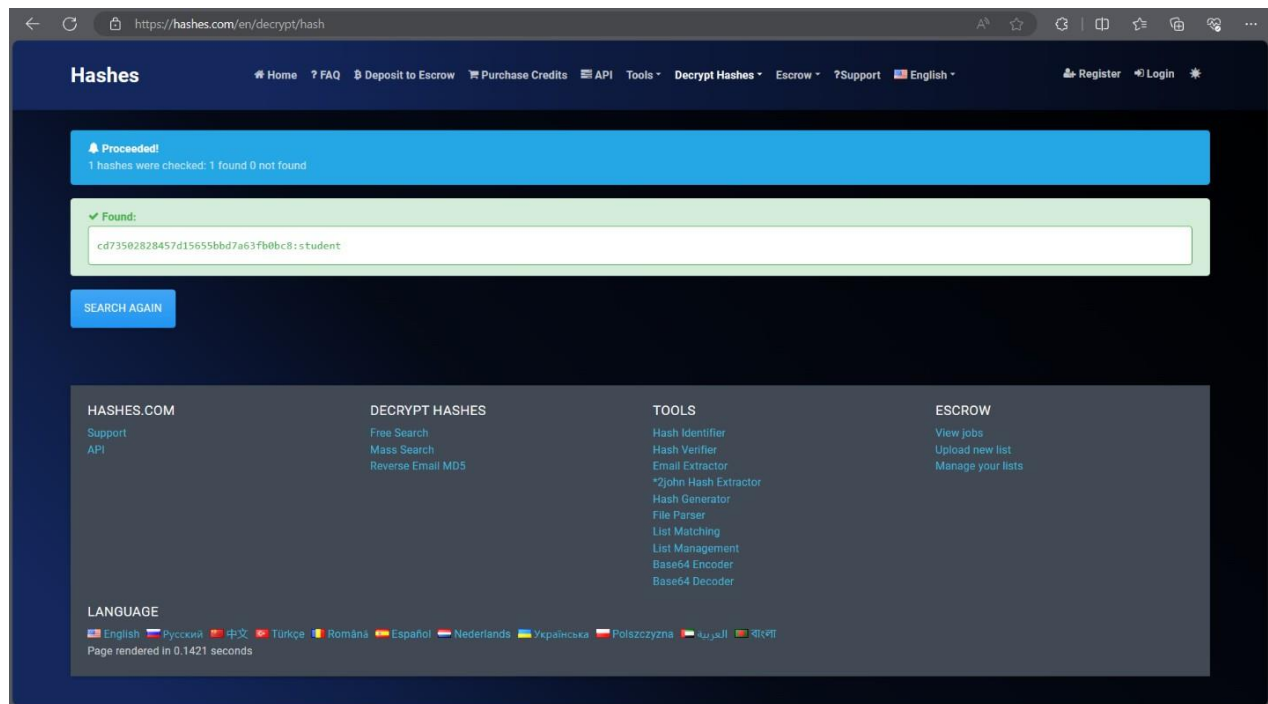 https://hashes.com/en/decrypt/hash
Hashes
Home ? FAQ Deposit to Escrow Purchase Credits API Tools Decrypt Hashes Escrow ?Support English Register Login
Proceeded!
1 hashes were checked: 1 found 0 not found
Found:
cd73502828457d15655bbd7a63fb0bc8:student
SEARCH AGAIN
HASHES.COM
Support
API
DECRYPT HASHES
Free Search
Mass Search
Reverse Email MD5
TOOLS
Hash Identifier
Hash Verifier
Email Extractor
*2john Hash Extractor
Hash Generator
File Parser
List Matching
List Management
Base64 Encoder
Base64 Decoder
ESCROW
View jobs
Upload new list
Manage your lists
LANGUAGE
English Русский 中文 Türkçe Română Español Nederlands Українська Polszczyzna العربية বাংলা
Page rendered in 0.1421 seconds